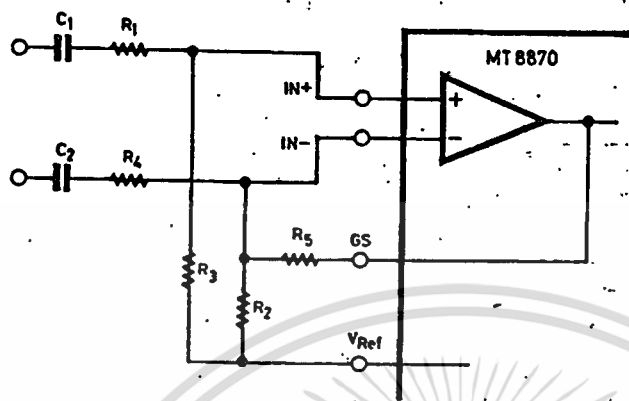 C1
R1
MT 8870
IN+
+
IN-
-
C2
R4
R5
GS
R3
R2
VRef